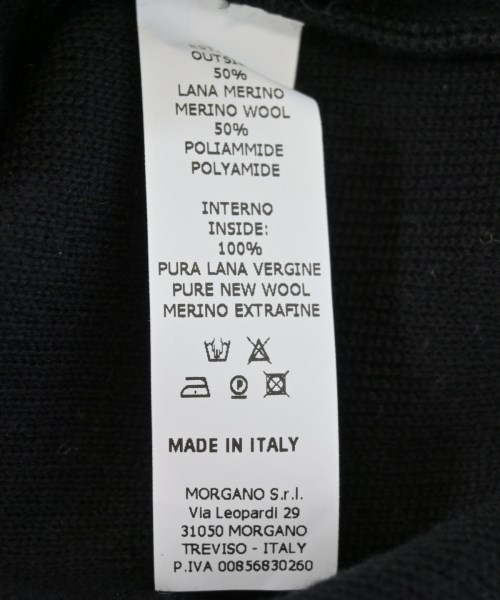 OUTSI
50%
LANA MERINO
MERINO WOOL
50%
POLIAMMIDE
POLYAMIDE
INTERNO
INSIDE:
100%
PURA LANA VERGINE
PURE NEW WOOL
MERINO EXTRAFINE
P
MADE IN ITALY
MORGANO S.r.l.
Via Leopardi 29
31050 MORGANO
TREVISO - ITALY
P.IVA 00856830260